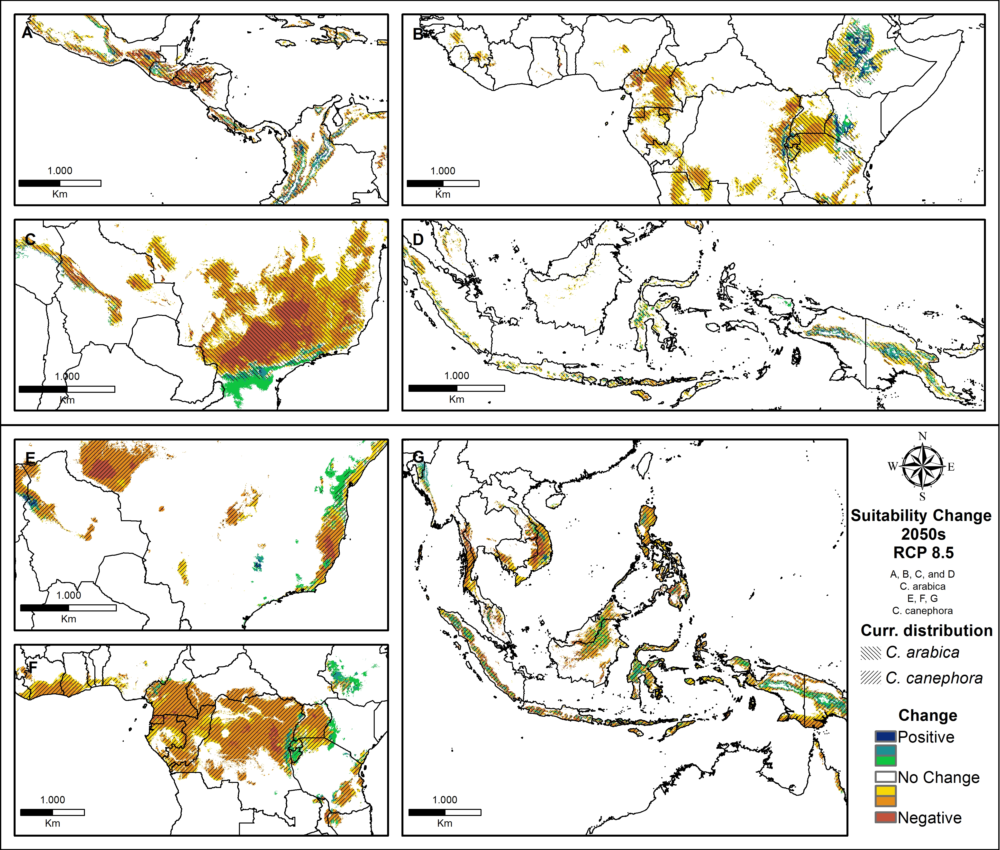 A
1.000
Km
B
1.000
Km
C
1.000
Km
D
1.000
Km
E
1.000
Km
F
1.000
Km
G
1.000
Km
N
W E
S
Suitability Change
2050s
RCP 8.5
A, B, C, and D
C. arabica
E, F, G
C. canephora
Curr. distribution
C. arabica
C. canephora
Change
Positive
No Change
Negative